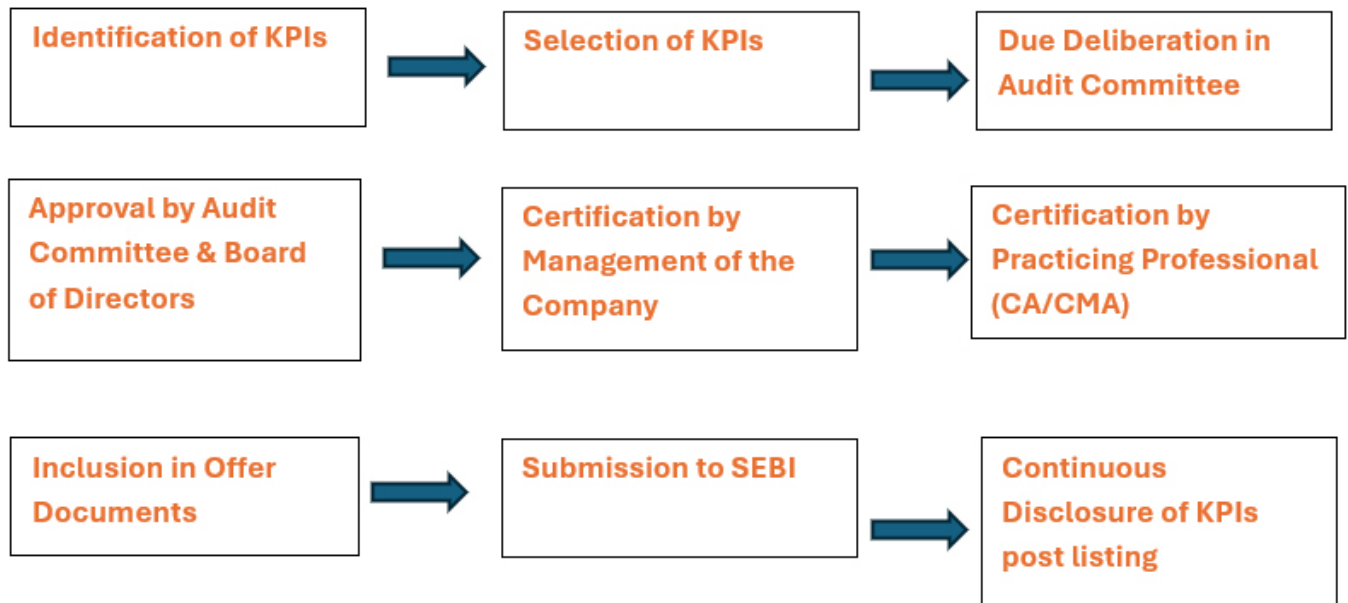 Identification of KPIs
Selection of KPIs
Due Deliberation in
Audit Committee
Approval by Audit
Committee & Board
of Directors
Certification by
Management of the
Company
Certification by
Practicing Professional
(CA/CMA)
Inclusion in Offer
Documents
Submission to SEBI
Continuous
Disclosure of KPIs
post listing